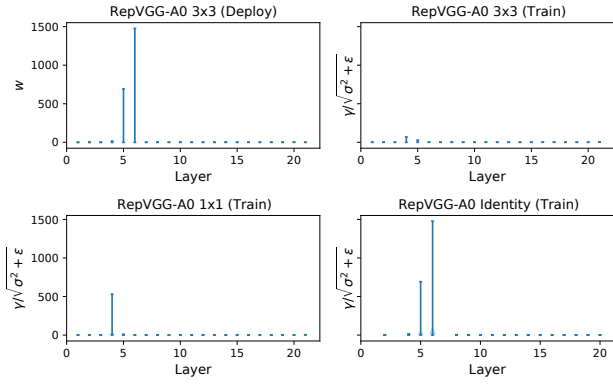 RepVGG-A0 3x3 (Deploy)
1500
1000
500
0
w
0 5 10 15 20
Layer
RepVGG-A0 3x3 (Train)
γ/√σ² + ε
0 5 10 15 20
Layer
RepVGG-A0 1x1 (Train)
1500
1000
500
0
γ/√σ² + ε
0 5 10 15 20
Layer
RepVGG-A0 Identity (Train)
γ/√σ² + ε
0 5 10 15 20
Layer